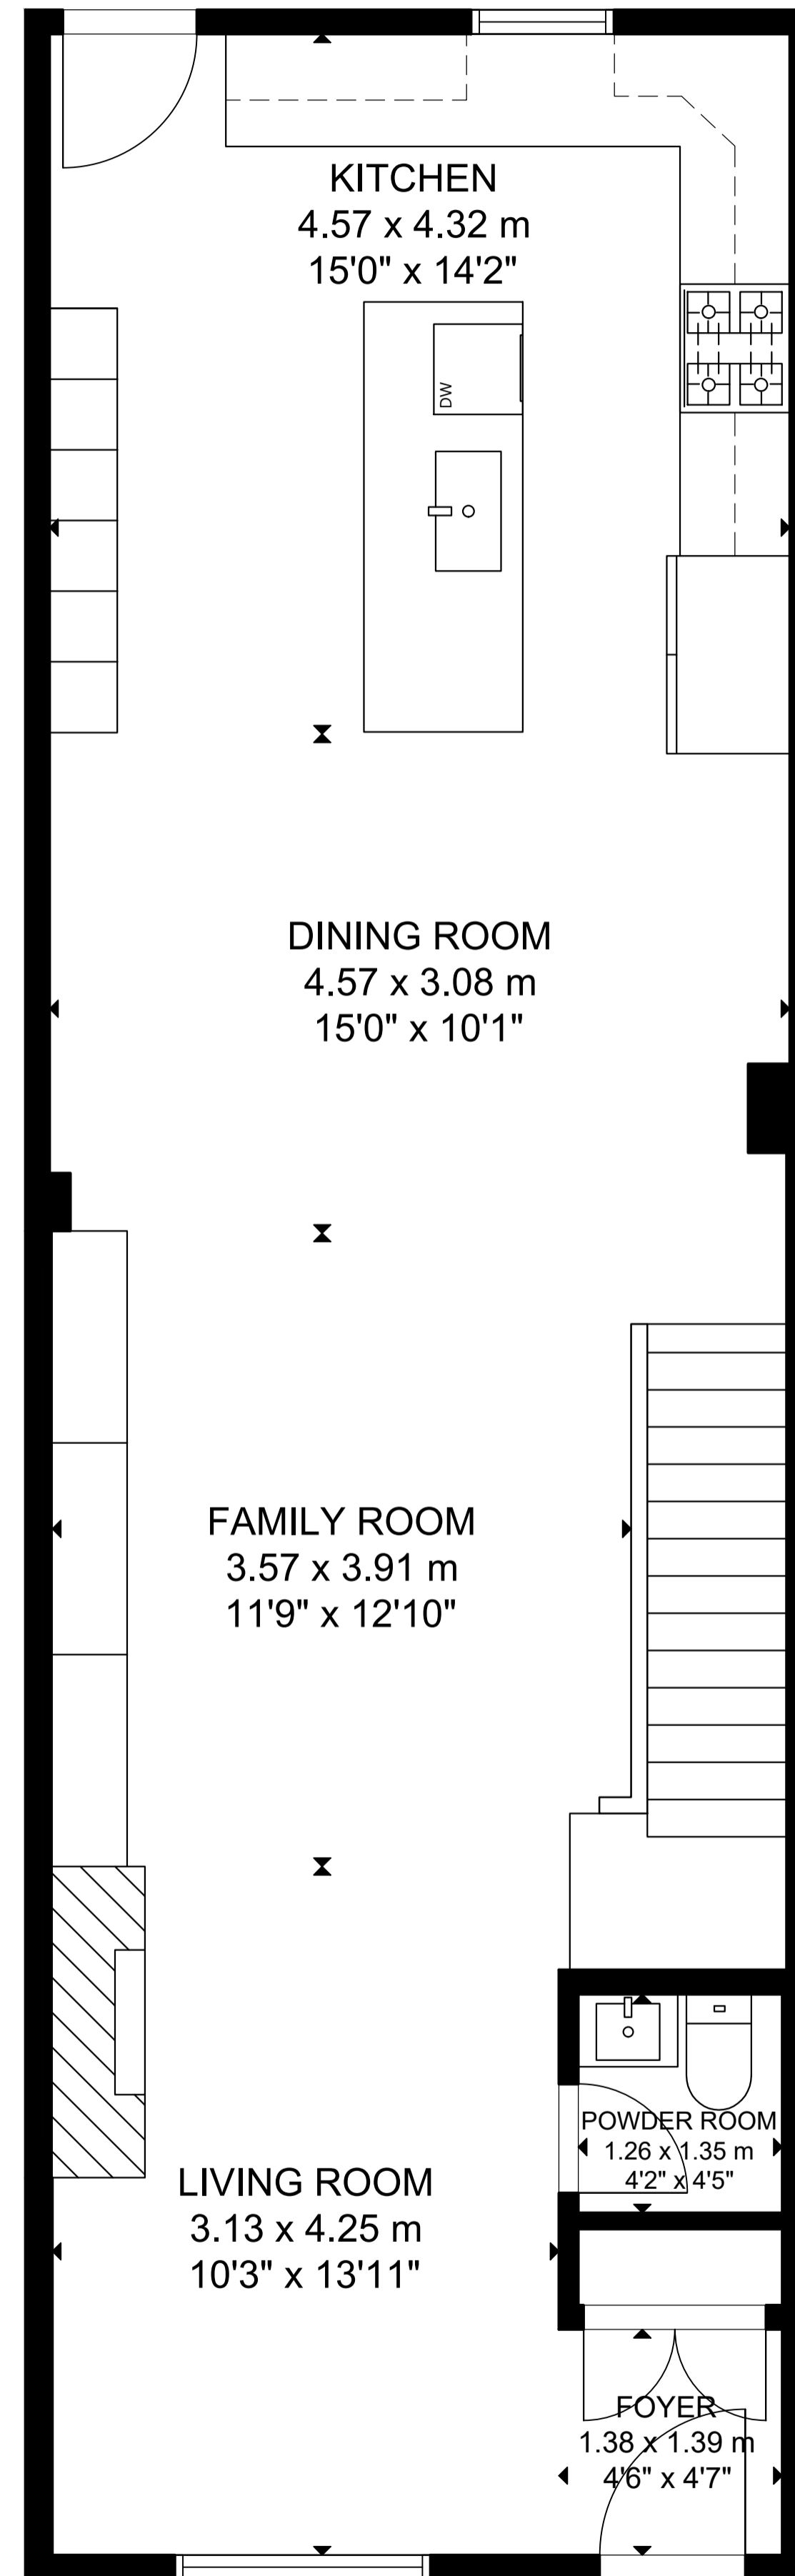 KITCHEN
4.57 x 4.32 m
15'0" x 14'2"
DW
DINING ROOM
4.57 x 3.08 m
15'0" x 10'1"
FAMILY ROOM
3.57 x 3.91 m
11'9" x 12'10"
POWDER ROOM
1.26 x 1.35 m
4'2" x 4'5"
LIVING ROOM
3.13 x 4.25 m
10'3" x 13'11"
FOYER
1.38 x 1.39 m
4'6" x 4'7"